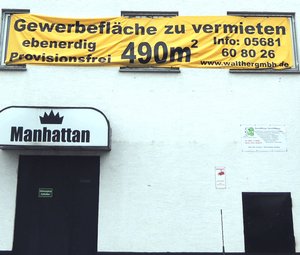 Gewerbefläche zu vermieten
ebenerdig 490m² Info: 05681
Provisionsfrei 60 80 26
www.walthergmbh.de
Manhattan